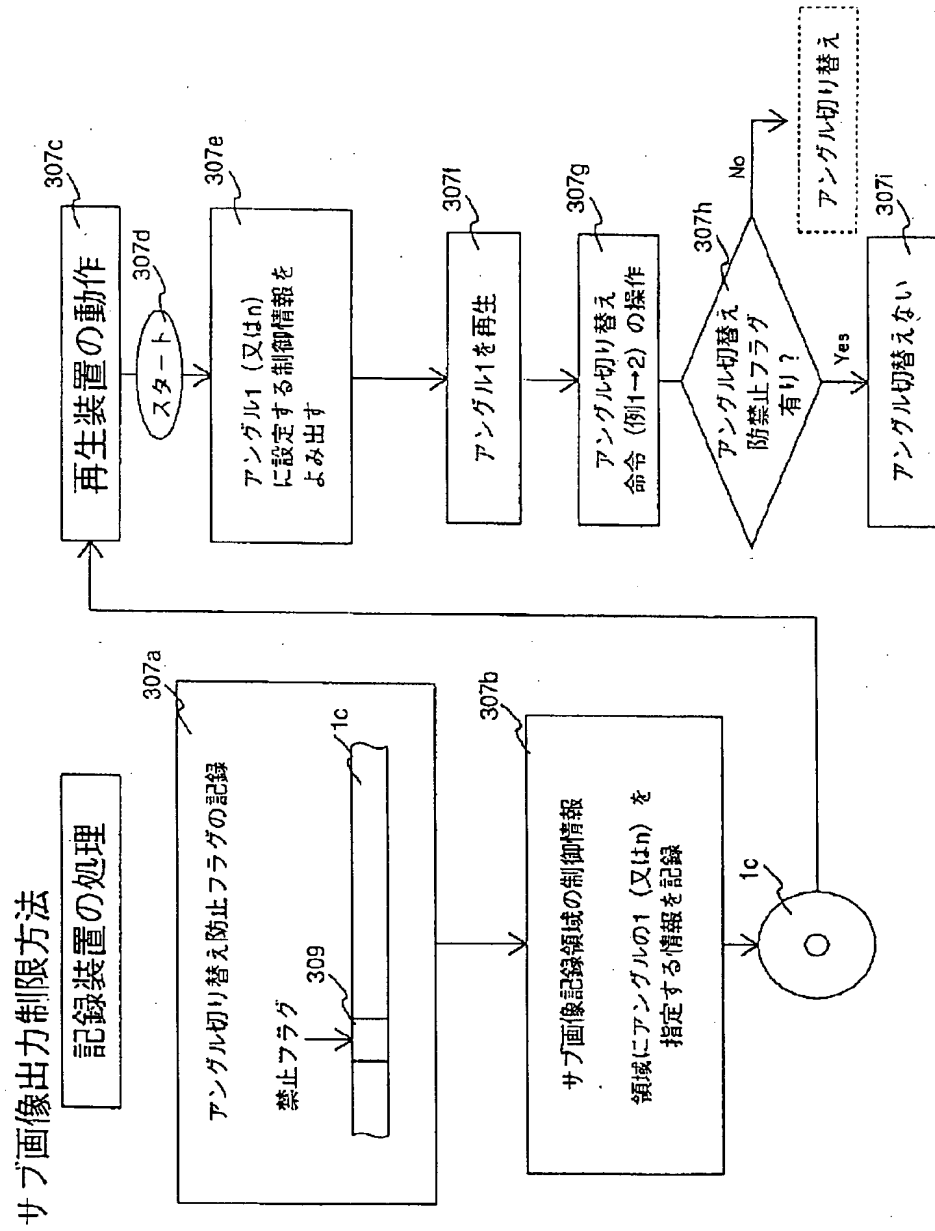 サブ画像出力制限方法
記録装置の処理
307a
アングル切り替え防止フラグの記録
禁止フラグ
309
1c
307b
サブ画像記録領域の制御情報
領域にアングルの1（又はn）を
指定する情報を記録
1c
再生装置の動作
307c
スタート
307d
アングル1（又はn）
に設定する制御情報を
よみ出す
307e
アングル1を再生
307f
アングル切り替え
命令（例1→2）の操作
307g
アングル切替え
防禁止フラグ
有り？
307h
No
アングル切り替え
Yes
アングル切替えない
307i